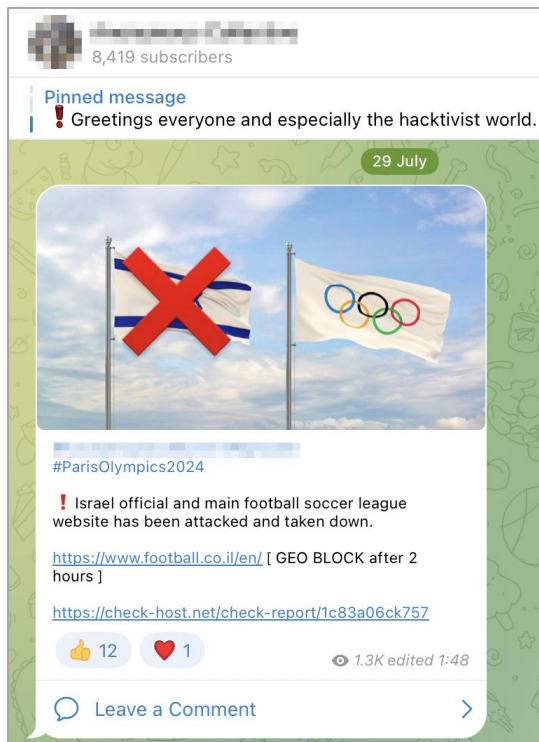 8,419 subscribers
Pinned message
❗Greetings everyone and especially the hacktivist world.
29 July
#ParisOlympics2024
❗ Israel official and main football soccer league
website has been attacked and taken down.
https://www.football.co.il/en/ [ GEO BLOCK after 2
hours ]
https://check-host.net/check-report/1c83a06ck757
👍 12 ❤️ 1
1.3K edited 1:48
Leave a Comment